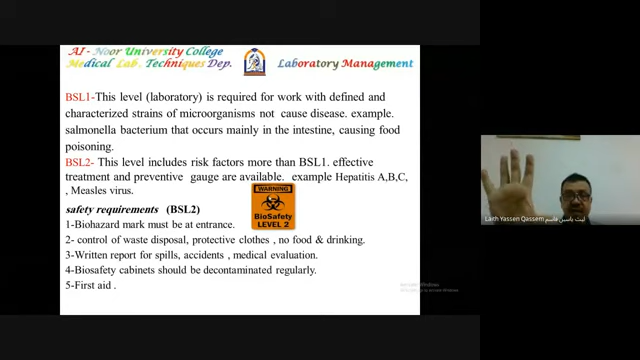 Al- Noor University College
Medical Lab. Techniques Dep.
Laboratory Management
BSL1-This level (laboratory) is required for work with defined and
characterized strains of microorganisms not cause disease. example.
salmonella bacterium that occurs mainly in the intestine, causing food
poisoning.
BSL2- This level includes risk factors more than BSL1. effective
treatment and preventive gauge are available. example Hepatitis A,B,C,
, Measles virus.
WARNING
BioSafety
LEVEL 2
safety requirements (BSL2)
1-Biohazard mark must be at entrance.
2- control of waste disposal, protective clothes , no food & drinking.
3-Written report for spills, accidents , medical evaluation.
4-Biosafety cabinets should be decontaminated regularly.
5-First aid .
Laith Yassen Qassem ليث ياسين قاسم
Activate Windows